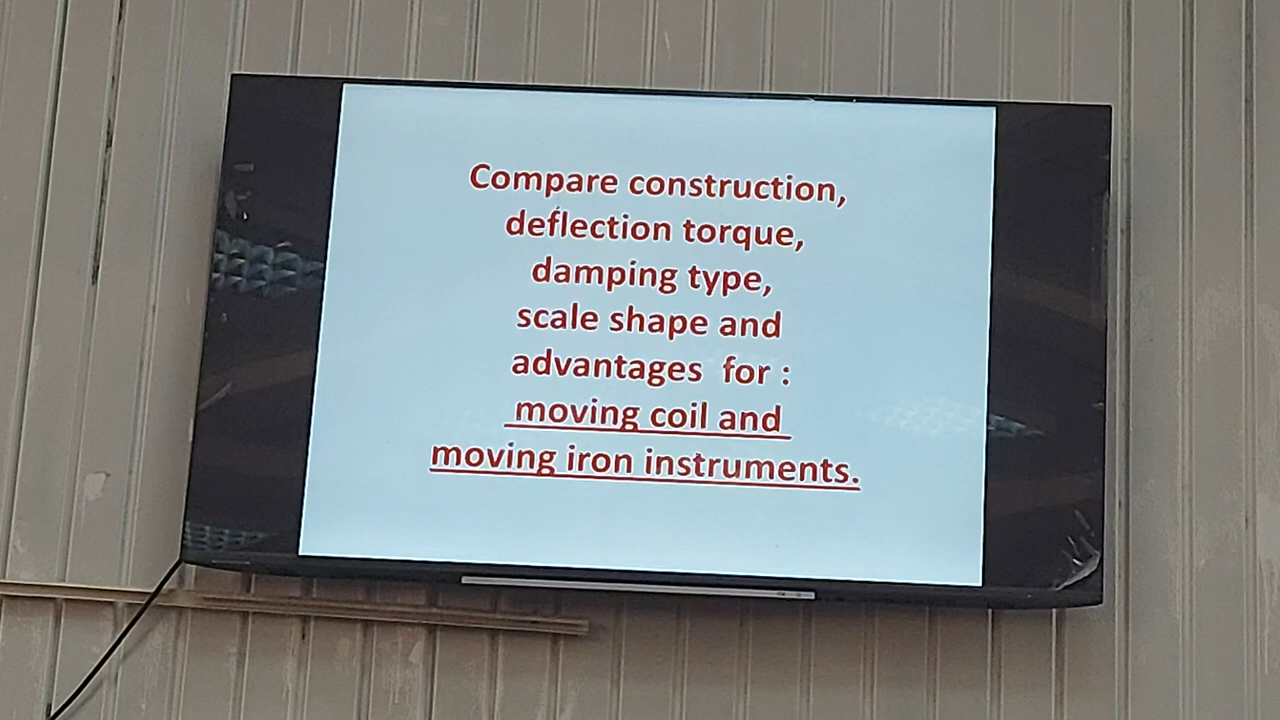 Compare construction,
deflection torque,
damping type,
scale shape and
advantages for :
moving coil and
moving iron instruments.